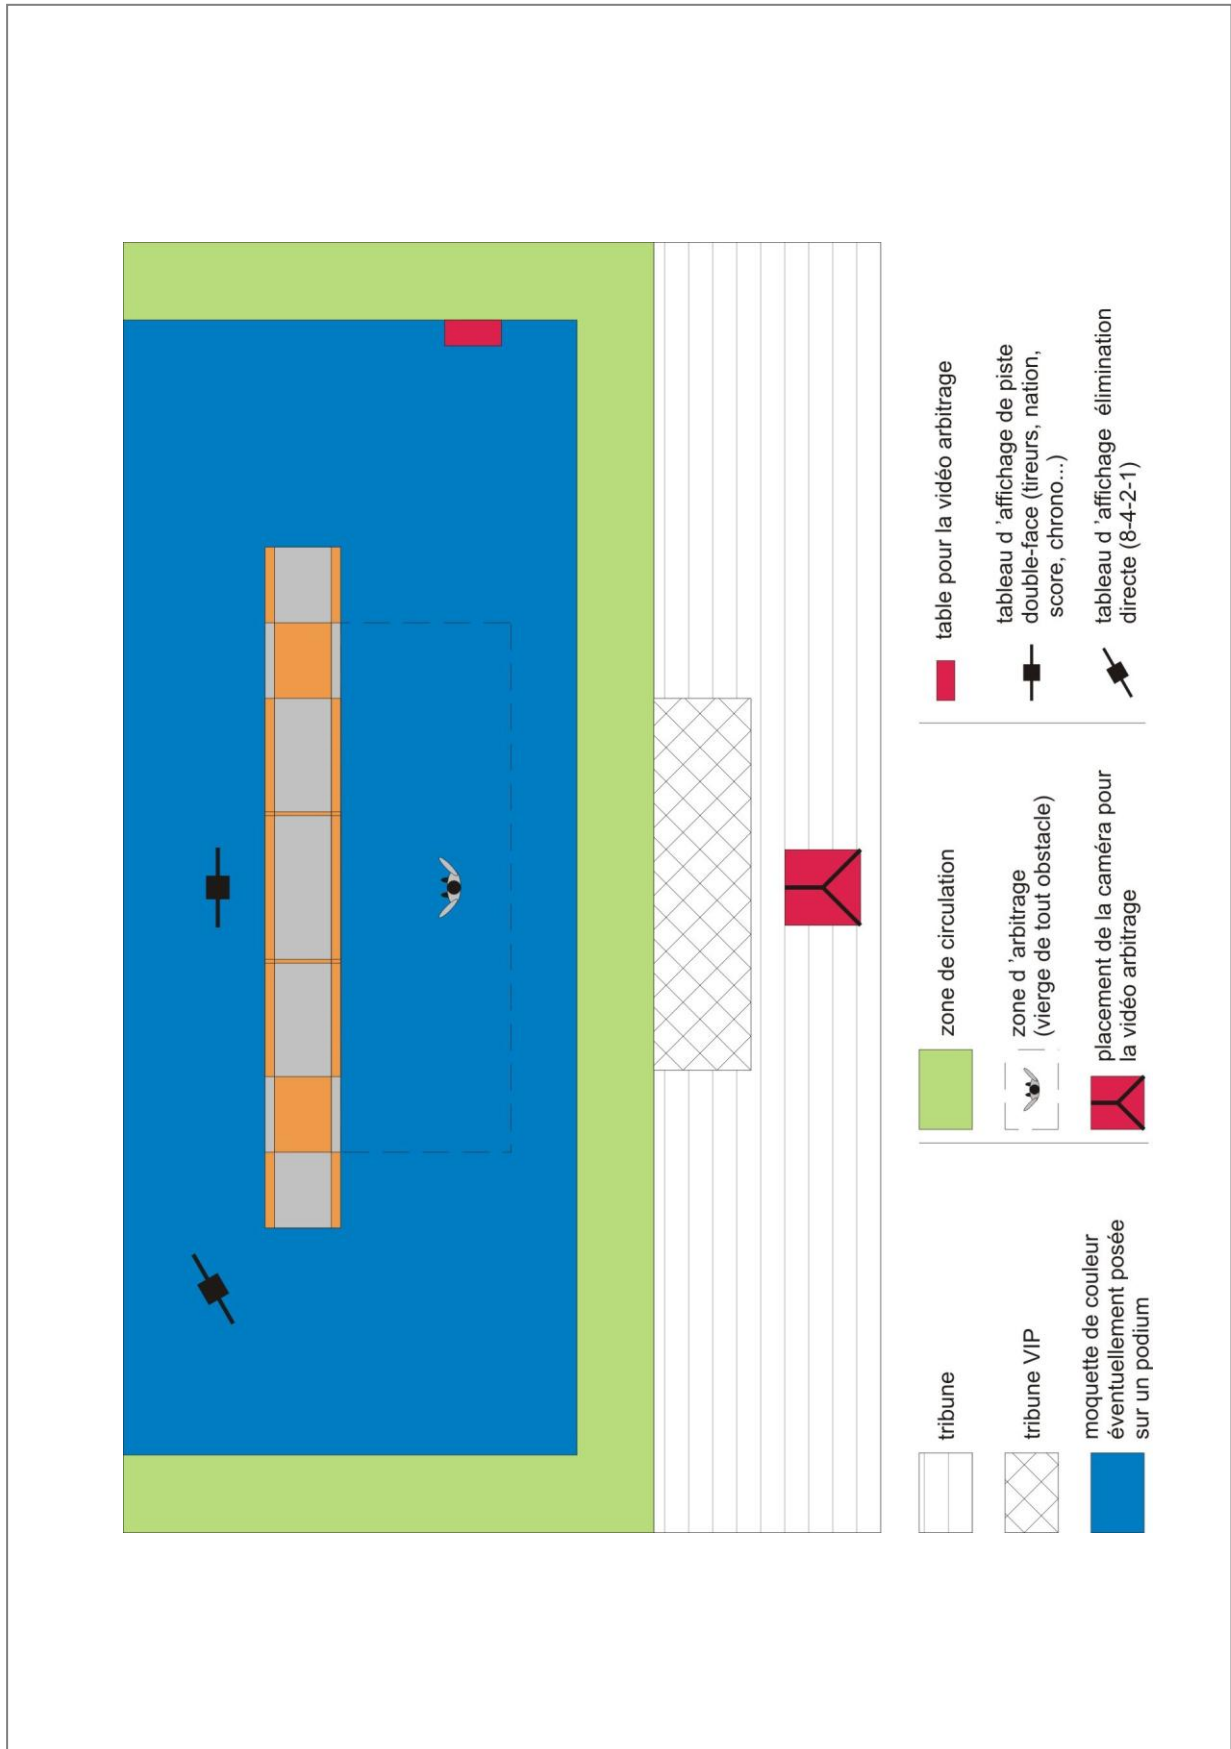 tribune
tribune VIP
moquette de couleur
éventuellement posée
sur un podium
zone de circulation
zone d 'arbitrage
(vierge de tout obstacle)
placement de la caméra pour
la vidéo arbitrage
table pour la vidéo arbitrage
tableau d 'affichage de piste
double-face (tireurs, nation,
score, chrono...)
tableau d 'affichage élimination
directe (8-4-2-1)